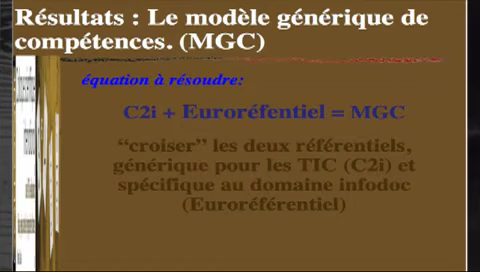 Résultats : Le modèle générique de
compétences. (MGC)
équation à résoudre:
C2i + Euroréfentiel = MGC
“croiser” les deux référentiels,
générique pour les TIC (C2i) et
spécifique au domaine infodoc
(Euroréférentiel)